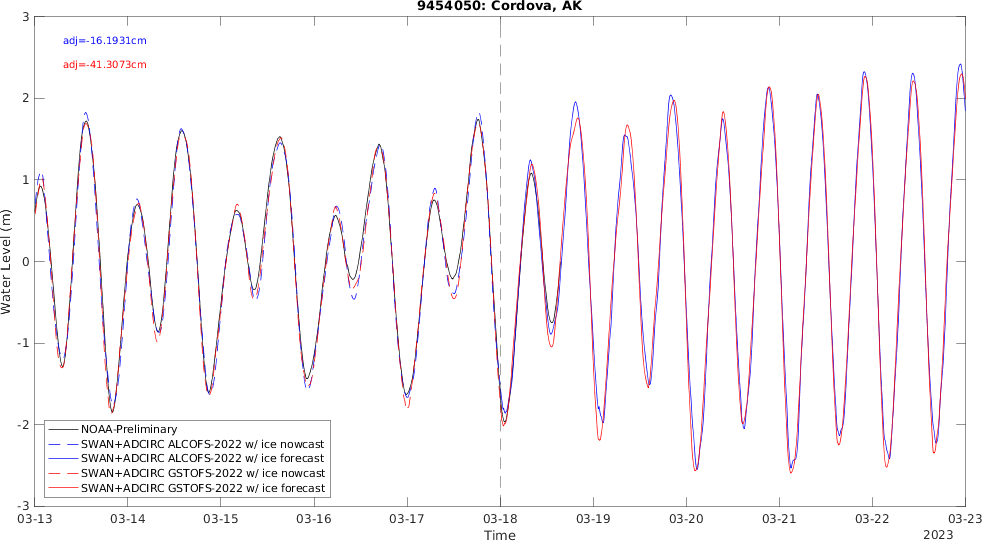 9454050: Cordova, AK
adj=-16.1931cm
adj=-41.3073cm
3
2
1
0
-1
-2
-3
Water Level (m)
NOAA-Preliminary
SWAN+ADCIRC ALCOFS-2022 w/ ice nowcast
SWAN+ADCIRC ALCOFS-2022 w/ ice forecast
SWAN+ADCIRC GSTOFS-2022 w/ ice nowcast
SWAN+ADCIRC GSTOFS-2022 w/ ice forecast
03-13 03-14 03-15 03-16 03-17 03-18 03-19 03-20 03-21 03-22 03-23
Time
2023